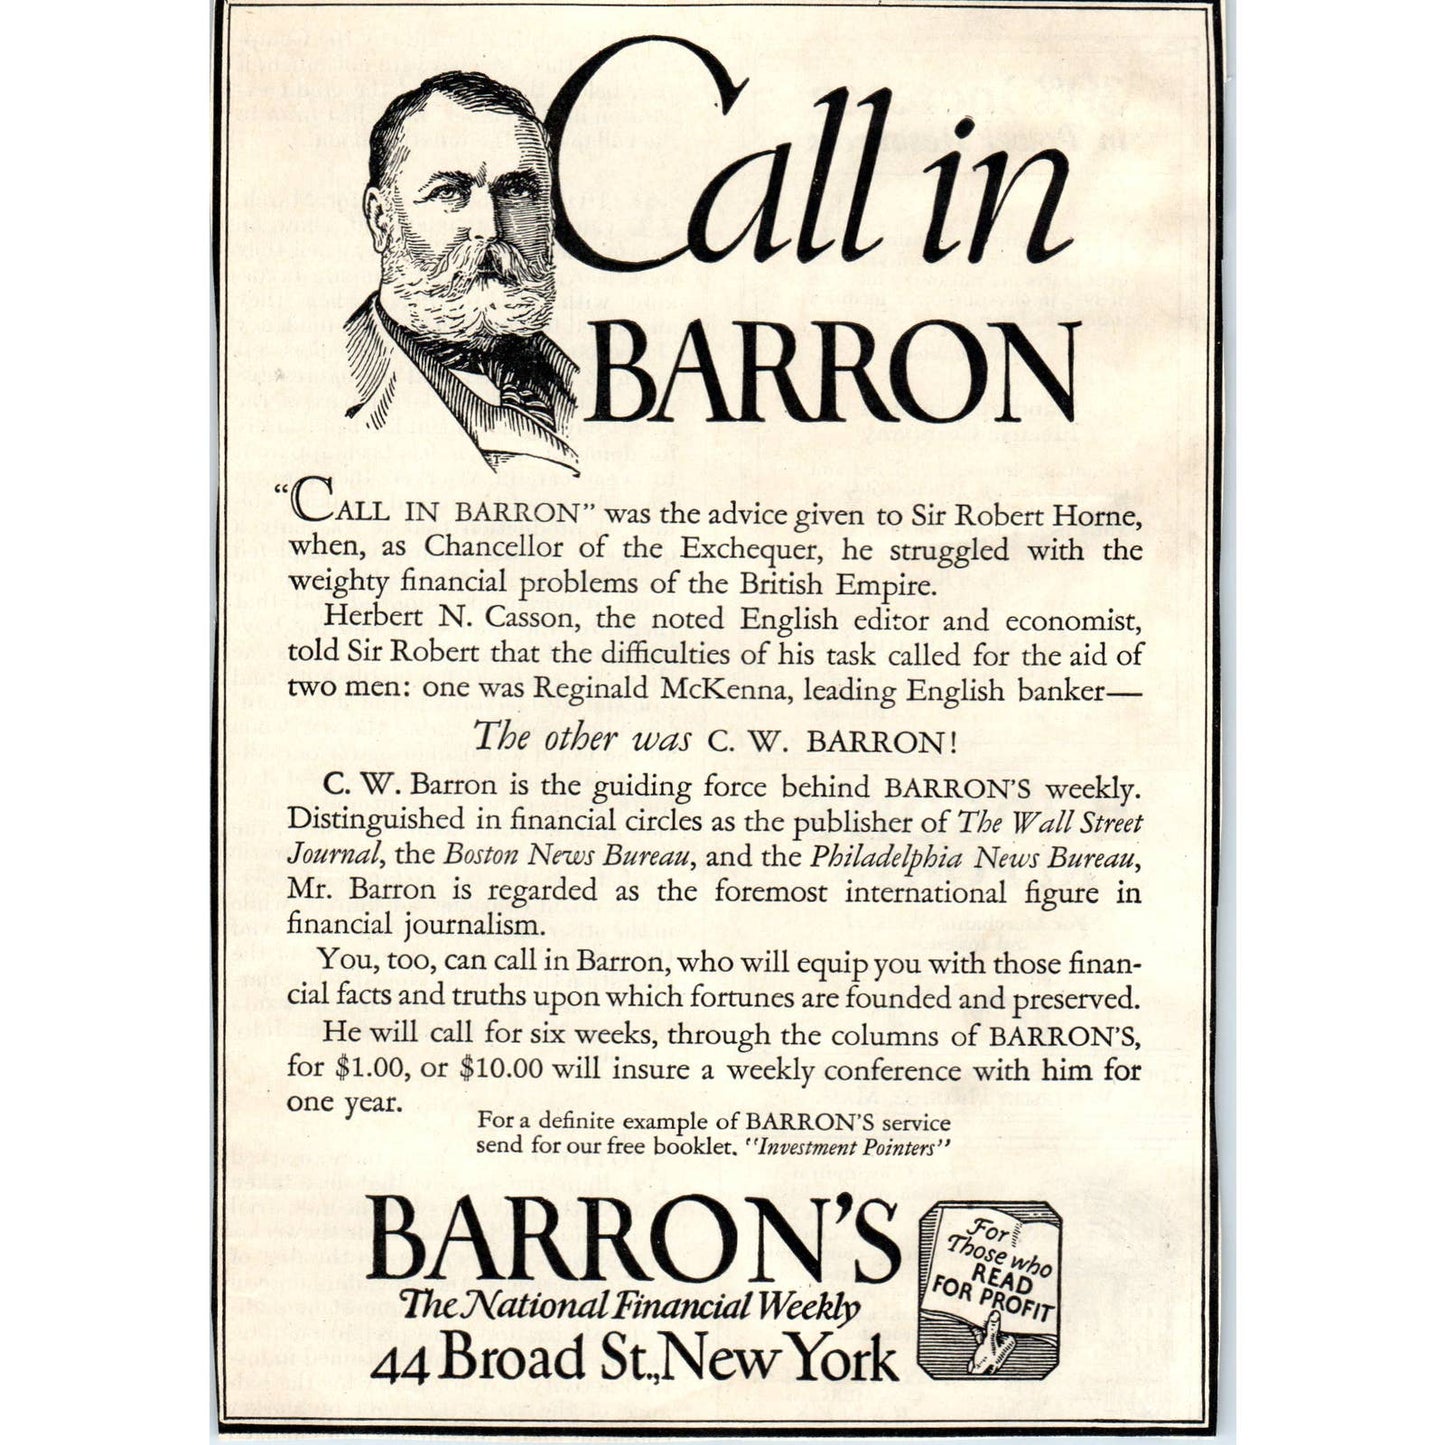 Call in
BARRON
"CALL IN BARRON" was the advice given to Sir Robert Horne,
when, as Chancellor of the Exchequer, he struggled with the
weighty financial problems of the British Empire.
Herbert N. Casson, the noted English editor and economist,
told Sir Robert that the difficulties of his task called for the aid of
two men: one was Reginald McKenna, leading English banker—
The other was C. W. BARRON!
C. W. Barron is the guiding force behind BARRON'S weekly.
Distinguished in financial circles as the publisher of The Wall Street
Journal, the Boston News Bureau, and the Philadelphia News Bureau,
Mr. Barron is regarded as the foremost international figure in
financial journalism.
You, too, can call in Barron, who will equip you with those finan-
cial facts and truths upon which fortunes are founded and preserved.
He will call for six weeks, through the columns of BARRON'S,
for $1.00, or $10.00 will insure a weekly conference with him for
one year.
For a definite example of BARRON'S service
send for our free booklet. "Investment Pointers"
BARRON'S
The National Financial Weekly
44 Broad St., New York
For
Those who
READ
FOR PROFIT